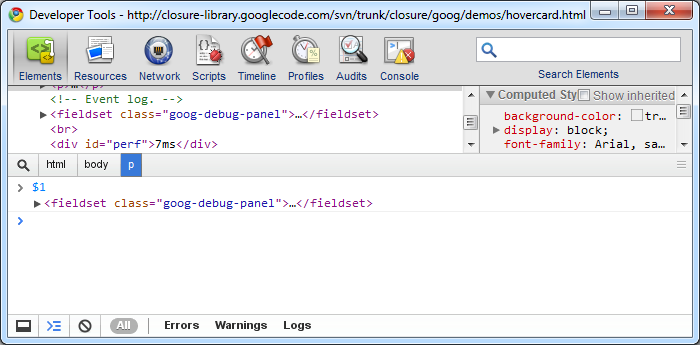 Developer Tools - http://closure-library.googlecode.com/svn/trunk/closure/goog/demos/hovercard.html
Elements Resources Network Scripts Timeline Profiles Audits Console Search Elements
▶<p>…</p>
<!-- Event log. -->
▶<fieldset class="goog-debug-panel">…</fieldset>
<br>
<div id="perf">7ms</div>
▼ Computed Sty Show inherited
background-color: tr…
▶ display: block;
font-family: Arial, sa…
html body p
> $1
▶<fieldset class="goog-debug-panel">…</fieldset>
>
All Errors Warnings Logs